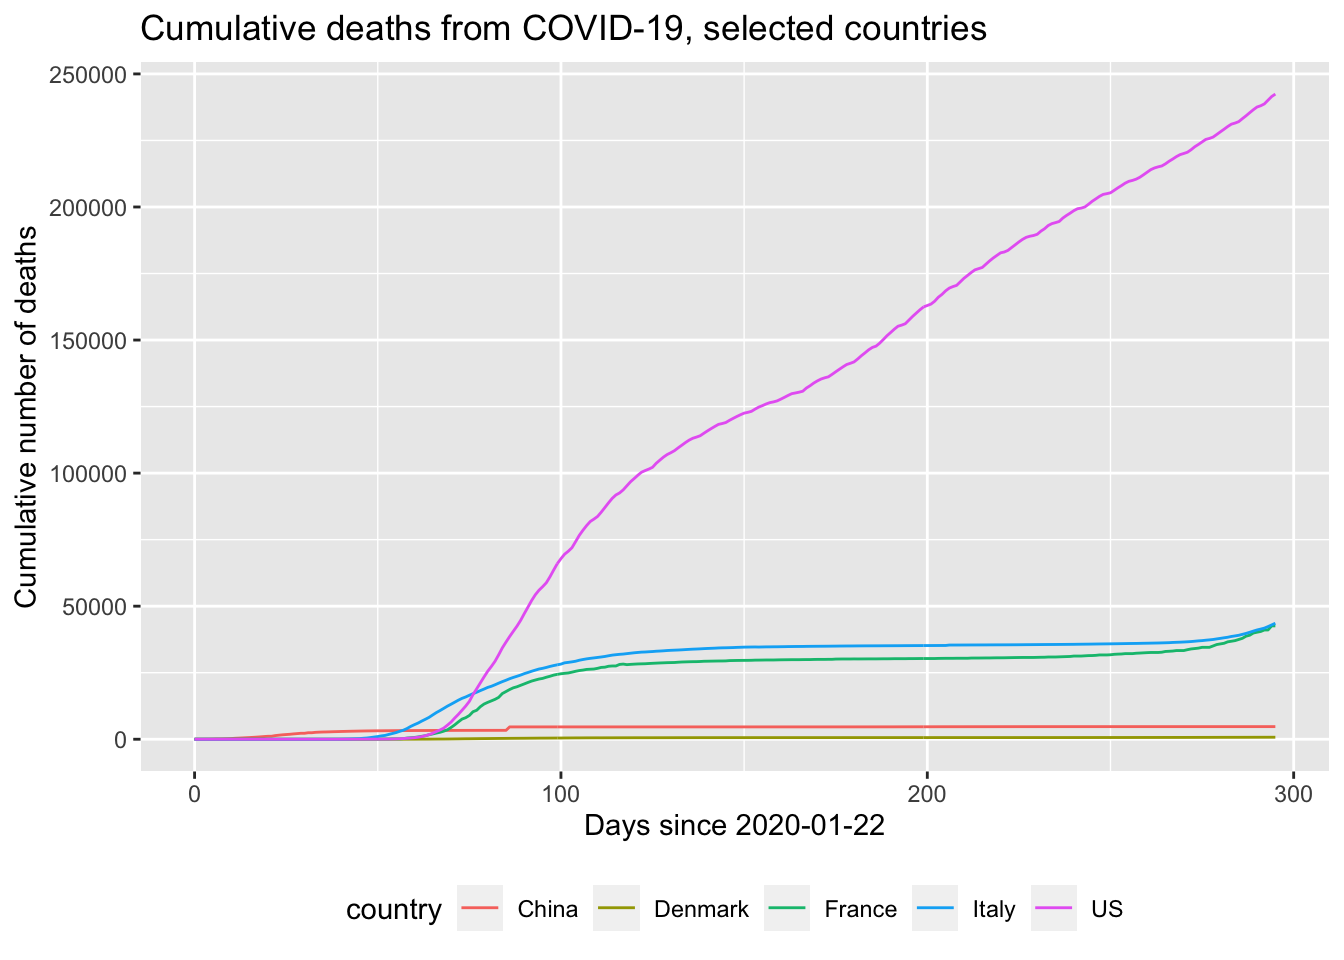 Cumulative deaths from COVID-19, selected countries
Cumulative number of deaths
250000
200000
150000
100000
50000
0
0 100 200 300
Days since 2020-01-22
country China Denmark France Italy US